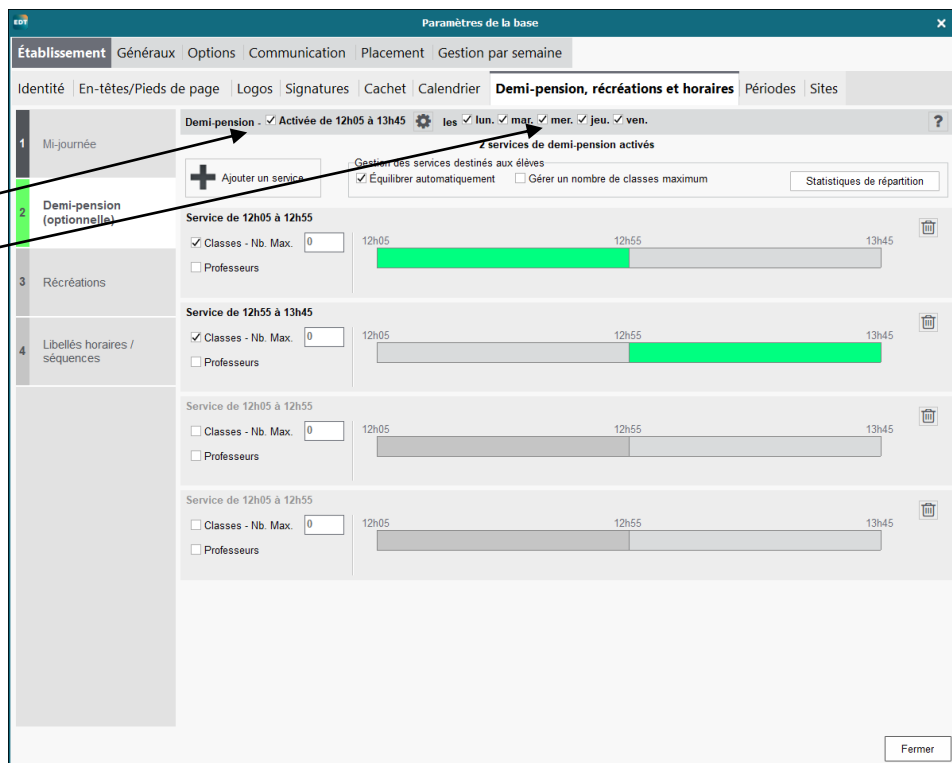 EDT
Paramètres de la base
Établissement Généraux Options Communication Placement Gestion par semaine
Identité En-têtes/Pieds de page Logos Signatures Cachet Calendrier Demi-pension, récréations et horaires Périodes Sites
1 Mi-journée
2 Demi-pension (optionnelle)
3 Récréations
4 Libellés horaires / séquences
Demi-pension - Activée de 12h05 à 13h45 les lun. mar. mer. jeu. ven. ?
2 services de demi-pension activés
Ajouter un service
Gestion des services destinés aux élèves
Équilibrer automatiquement Gérer un nombre de classes maximum
Statistiques de répartition
Service de 12h05 à 12h55
Classes - Nb. Max. 0
Professeurs
12h05 12h55 13h45
Service de 12h55 à 13h45
Classes - Nb. Max. 0
Professeurs
12h05 12h55 13h45
Service de 12h05 à 12h55
Classes - Nb. Max. 0
Professeurs
12h05 12h55 13h45
Service de 12h05 à 12h55
Classes - Nb. Max. 0
Professeurs
12h05 12h55 13h45
Fermer